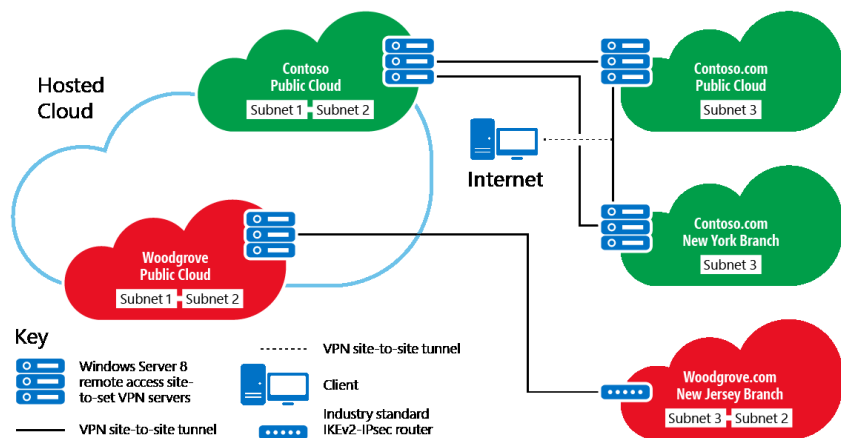 Hosted
Cloud
Contoso
Public Cloud
Subnet 1
Subnet 2
Contoso.com
Public Cloud
Subnet 3
Internet
Woodgrove
Public Cloud
Subnet 1
Subnet 2
Contoso.com
New York Branch
Subnet 3
Woodgrove.com
New Jersey Branch
Subnet 3
Subnet 2
Key
Windows Server 8
remote access site-
to-set VPN servers
VPN site-to-site tunnel
VPN site-to-site tunnel
Client
Industry standard
IKEv2-IPsec router